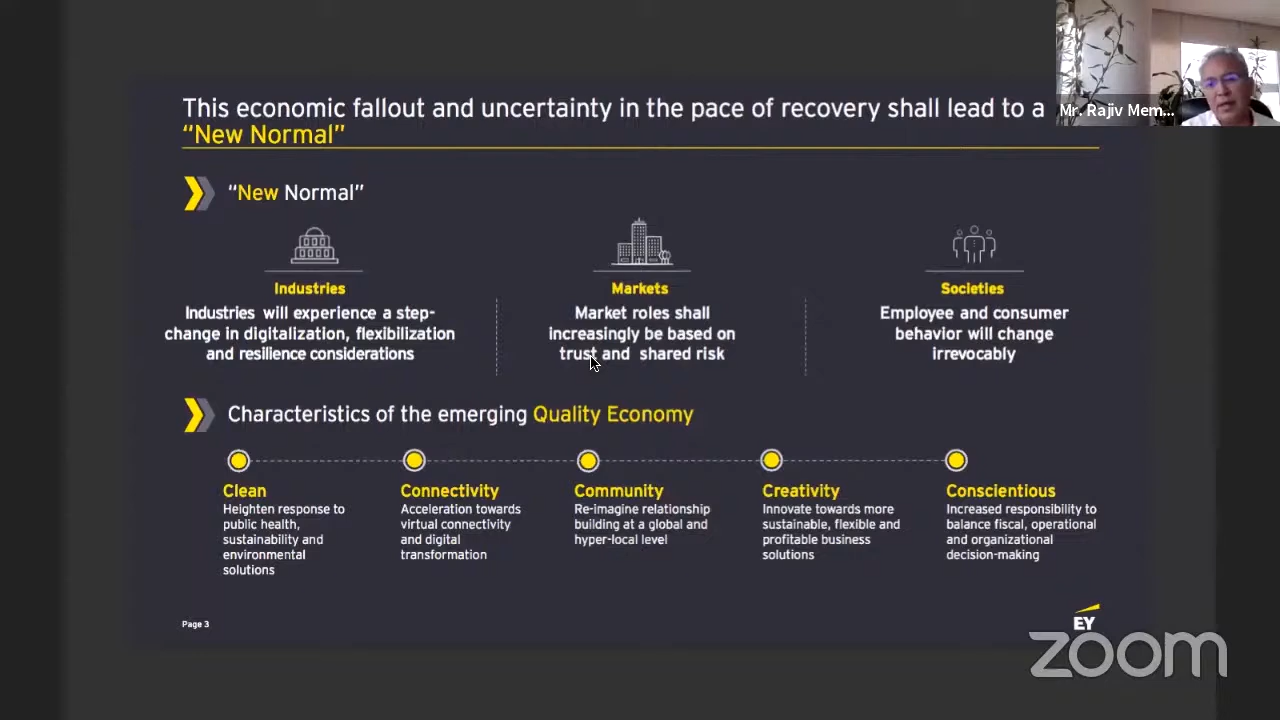 This economic fallout and uncertainty in the pace of recovery shall lead to a
“New Normal”
Mr. Rajiv Mem...
“New Normal”
Industries
Industries will experience a step-
change in digitalization, flexibilization
and resilience considerations
Markets
Market roles shall
increasingly be based on
trust and shared risk
Societies
Employee and consumer
behavior will change
irrevocably
Characteristics of the emerging Quality Economy
Clean
Heighten response to
public health,
sustainability and
environmental
solutions
Connectivity
Acceleration towards
virtual connectivity
and digital
transformation
Community
Re-imagine relationship
building at a global and
hyper-local level
Creativity
Innovate towards more
sustainable, flexible and
profitable business
solutions
Conscientious
Increased responsibility to
balance fiscal, operational
and organizational
decision-making
Page 3
EY
zoom